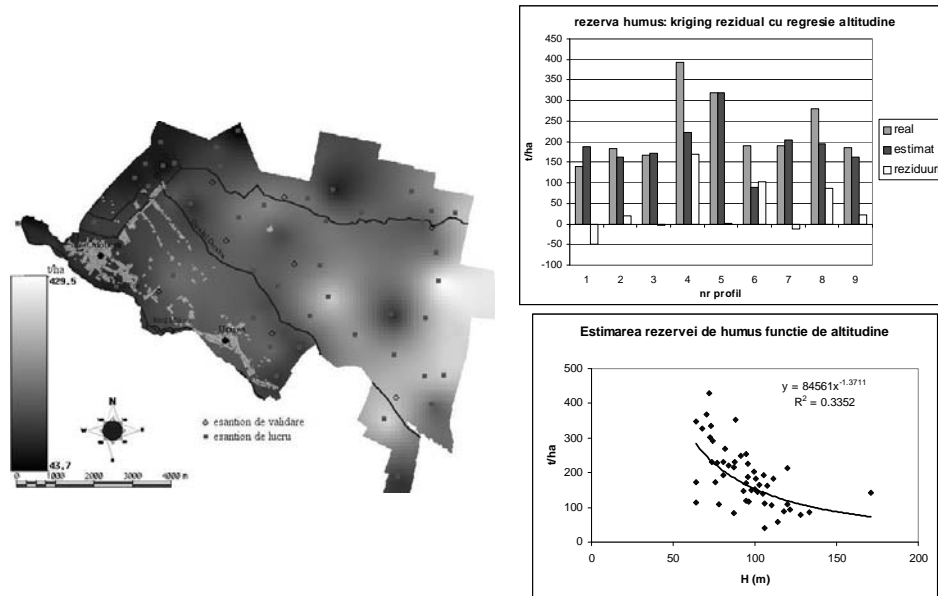 t/ha
429.5
43.7
N
0 1000 2000 3000 4000 m
esantion de validare
esantion de lucru
rezerva humus: kriging rezidual cu regresie altitudine
t/ha
450
400
350
300
250
200
150
100
50
0
-50
-100
1 2 3 4 5 6 7 8 9
nr profil
real
estimat
reziduuri
Estimarea rezervei de humus functie de altitudine
y = 84561x^-1.3711
R² = 0.3352
t/ha
500
400
300
200
100
0
0 50 100 150 200
H (m)